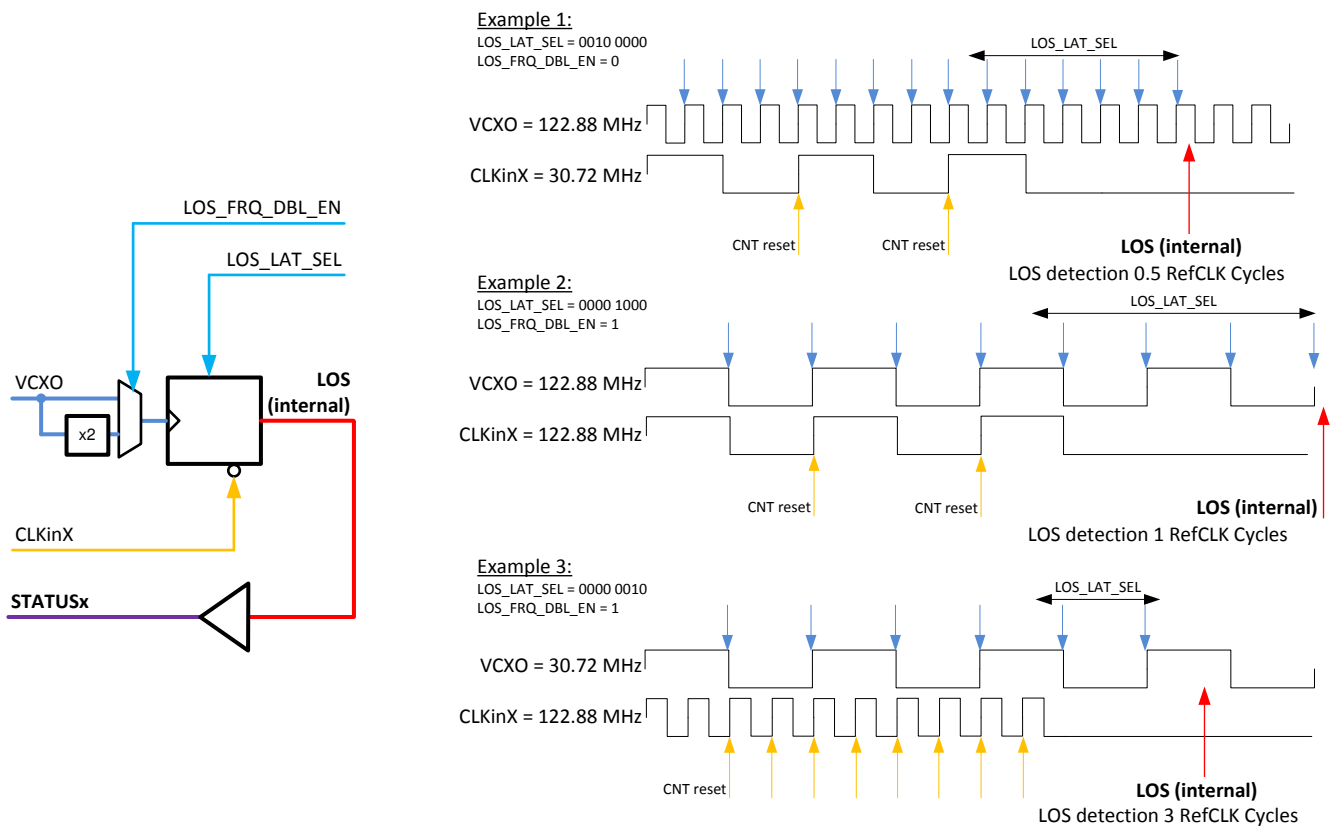 LOS_FRQ_DBL_EN
LOS_LAT_SEL
VCXO
x2
LOS
(internal)
CLKinX
STATUSx
Example 1:
LOS_LAT_SEL = 0010 0000
LOS_FRQ_DBL_EN = 0
LOS_LAT_SEL
VCXO = 122.88 MHz
CLKinX = 30.72 MHz
CNT reset
CNT reset
LOS (internal)
LOS detection 0.5 RefCLK Cycles
Example 2:
LOS_LAT_SEL = 0000 1000
LOS_FRQ_DBL_EN = 1
LOS_LAT_SEL
VCXO = 122.88 MHz
CLKinX = 122.88 MHz
CNT reset
CNT reset
LOS (internal)
LOS detection 1 RefCLK Cycles
Example 3:
LOS_LAT_SEL = 0000 0010
LOS_FRQ_DBL_EN = 1
LOS_LAT_SEL
VCXO = 30.72 MHz
CLKinX = 122.88 MHz
CNT reset
LOS (internal)
LOS detection 3 RefCLK Cycles